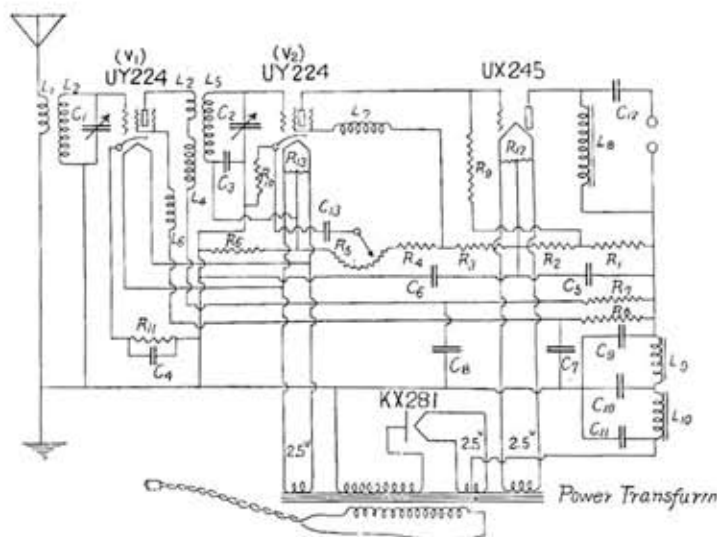 (V₁)
UY224
(V₂)
UY224
UX245
L₁
L₂
C₁
L₂
L₅
C₂
C₃
L₄
L₆
R₁₀
R₁₃
L₇
R₉
R₁₂
L₈
C₁₂
C₁₃
R₆
R₅
R₄
R₃
R₂
R₁
C₆
C₅
R₇
R₈
R₁₁
C₄
C₈
C₇
C₉
L₉
C₁₀
L₁₀
C₁₁
KX281
2.5ᵛ
2.5ᵛ
2.5ᵛ
Power Transfurm